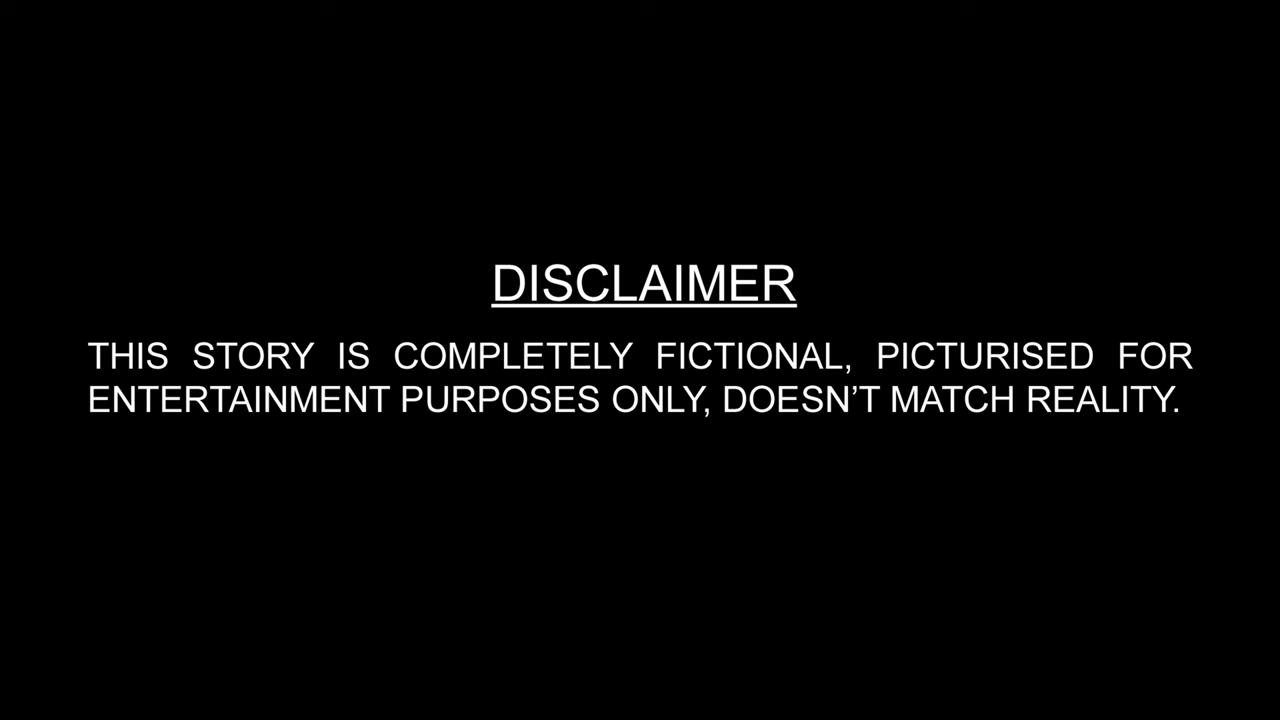 DISCLAIMER
THIS STORY IS COMPLETELY FICTIONAL, PICTURISED FOR
ENTERTAINMENT PURPOSES ONLY, DOESN’T MATCH REALITY.